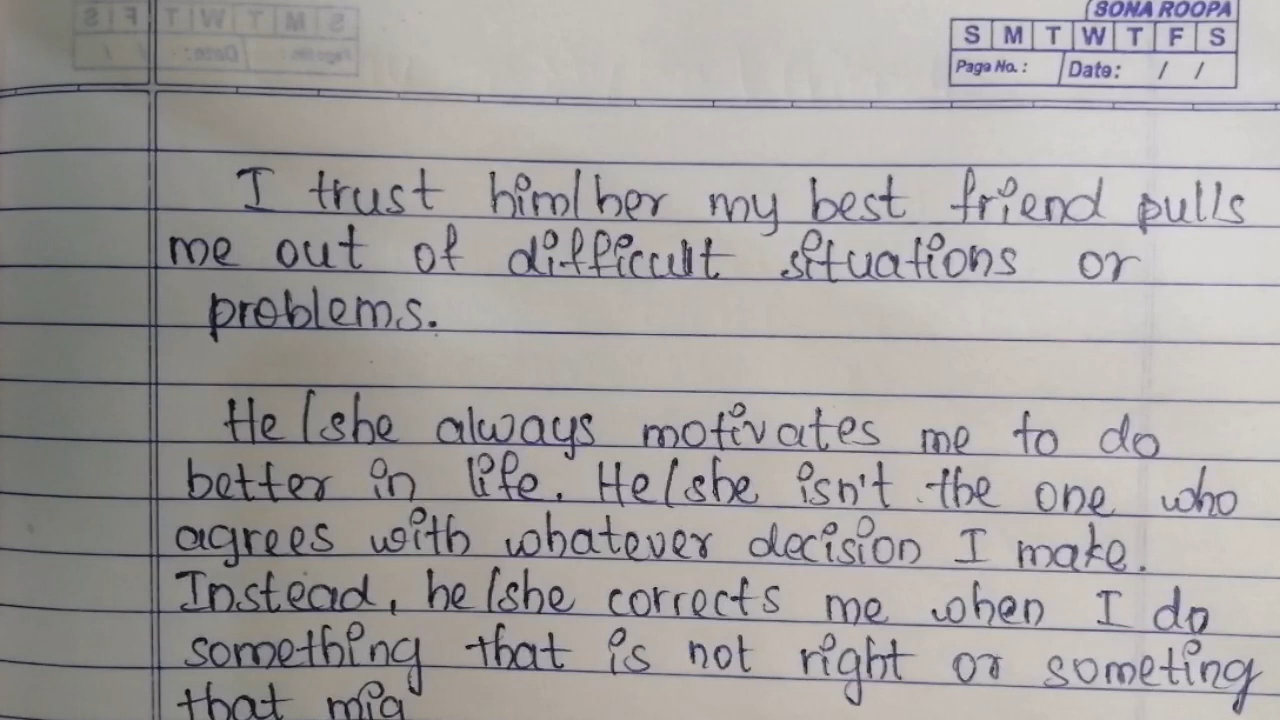 SONA ROOPA
S M T W T F S
Page No.: Date: / /
I trust him/her my best friend pulls
me out of difficult situations or
problems.
He/she always motivates me to do
better in life. He/she isn't the one who
agrees with whatever decision I make.
Instead, he/she corrects me when I do
something that is not right or someting
that mig